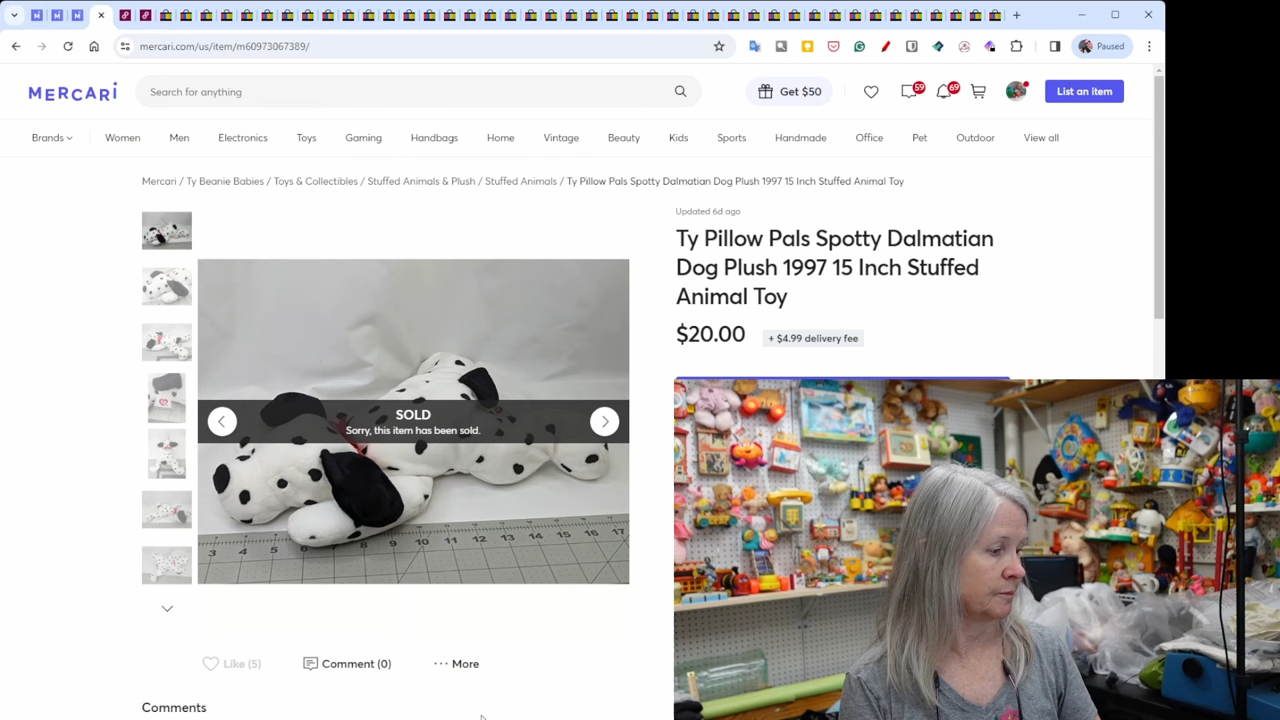 mercari.com/us/item/m60973067389/
Paused
MERCARI
Search for anything
Get $50
59
69
List an item
Brands
Women
Men
Electronics
Toys
Gaming
Handbags
Home
Vintage
Beauty
Kids
Sports
Handmade
Office
Pet
Outdoor
View all
Mercari / Ty Beanie Babies / Toys & Collectibles / Stuffed Animals & Plush / Stuffed Animals / Ty Pillow Pals Spotty Dalmatian Dog Plush 1997 15 Inch Stuffed Animal Toy
Updated 6d ago
Ty Pillow Pals Spotty Dalmatian
Dog Plush 1997 15 Inch Stuffed
Animal Toy
$20.00
+ $4.99 delivery fee
SOLD
Sorry, this item has been sold.
3 4 5 6 7 8 9 10 11 12 13 14 15 16 17
Like (5)
Comment (0)
More
Comments